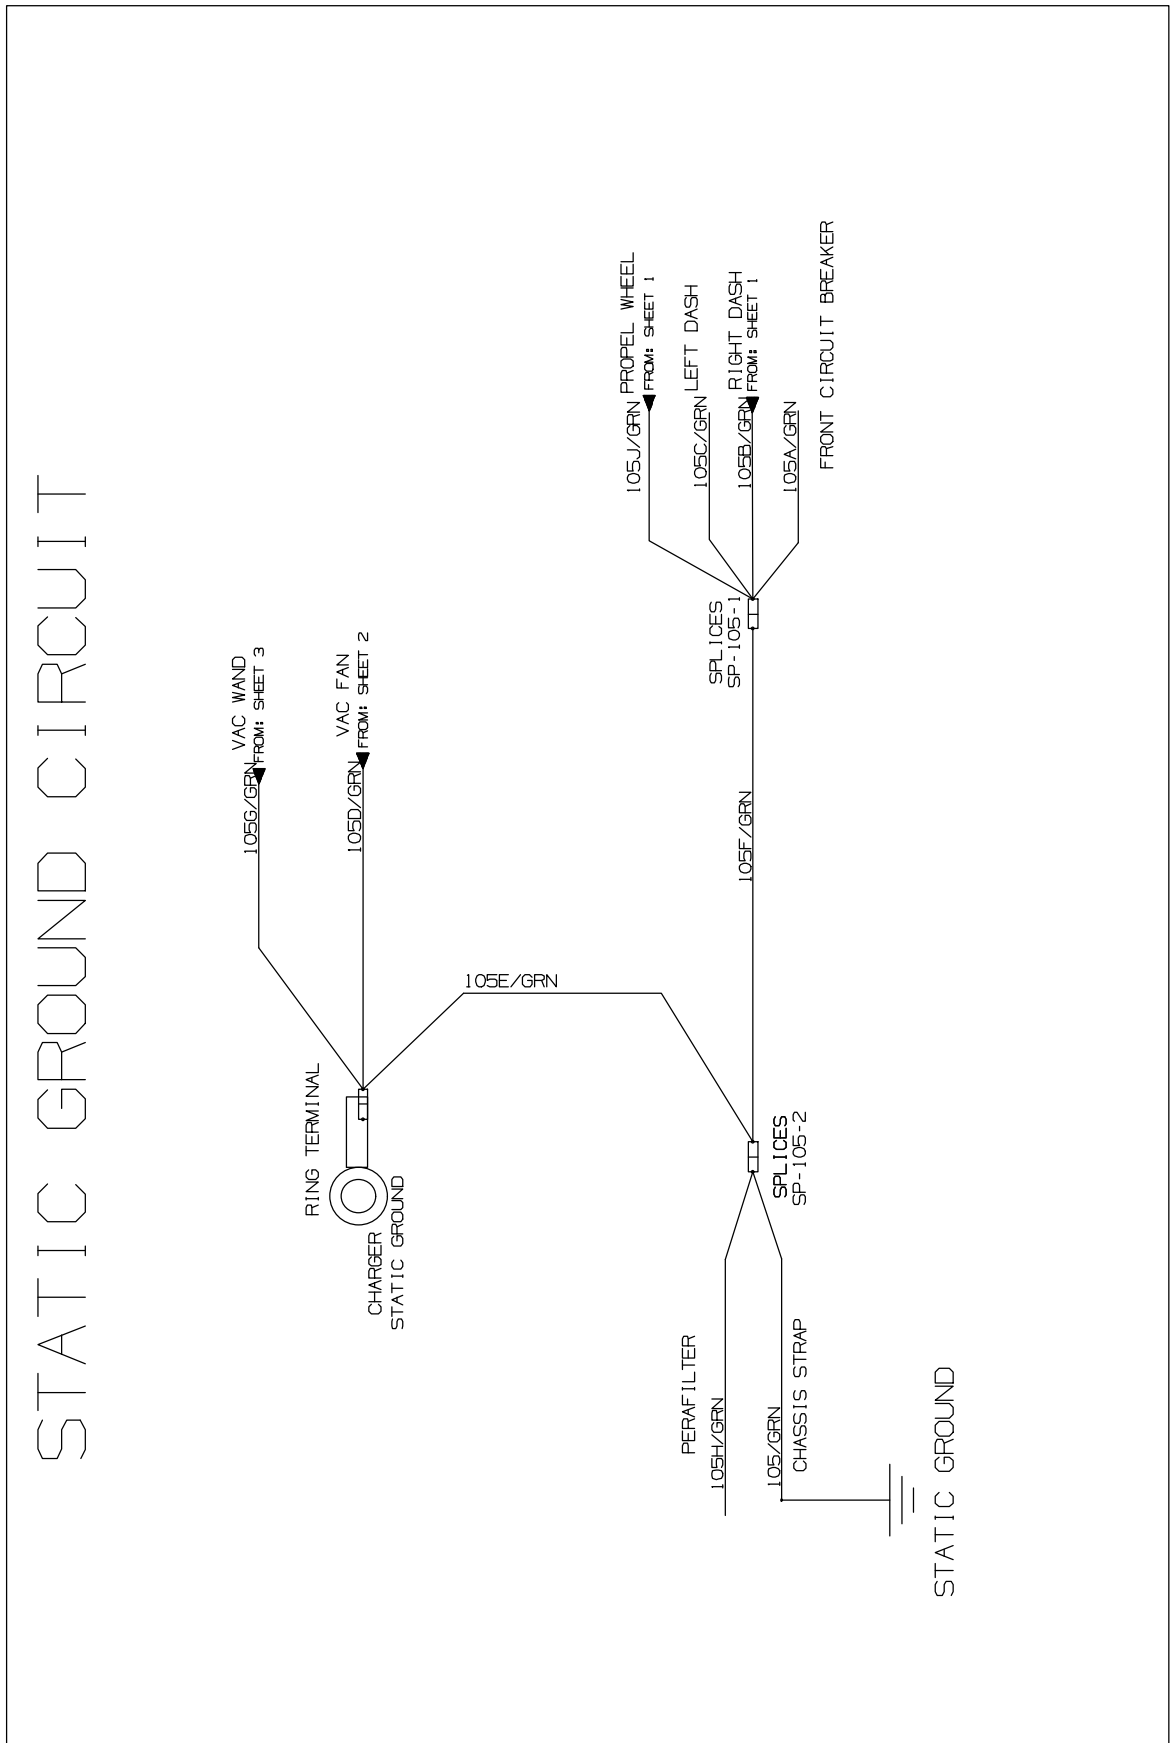 STATIC GROUND CIRCUIT
VAC WAND
FROM: SHEET 3
105G/GRN
VAC FAN
FROM: SHEET 2
105D/GRN
105E/GRN
RING TERMINAL
CHARGER
STATIC GROUND
PROPEL WHEEL
FROM: SHEET 1
105J/GRN
LEFT DASH
105C/GRN
RIGHT DASH
FROM: SHEET 1
105B/GRN
105A/GRN
FRONT CIRCUIT BREAKER
SPLICES
SP-105-1
105F/GRN
SPLICES
SP-105-2
PERAFILTER
105H/GRN
105/GRN
CHASSIS STRAP
STATIC GROUND